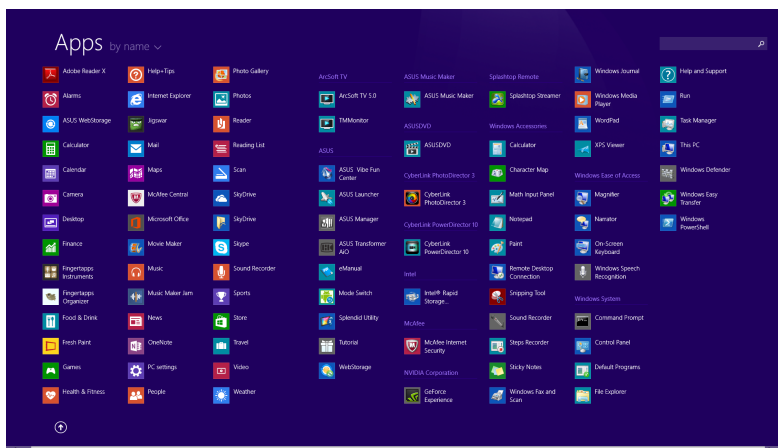 Apps by name
Adobe Reader X
Alarms
ASUS WebStorage
Calculator
Calendar
Camera
Desktop
Finance
Fingertapps
Instruments
Fingertapps
Organizer
Food & Drink
Fresh Paint
Games
Health & Fitness
Help+Tips
Internet Explorer
Jigswar
Mail
Maps
McAfee Central
Microsoft Office
Movie Maker
Music
Music Maker Jam
News
OneNote
PC settings
People
Photo Gallery
Photos
Reader
Reading List
Scan
SkyDrive
SkyDrive
Skype
Sound Recorder
Sports
Store
Travel
Video
Weather
ArcSoft TV
ArcSoft TV 5.0
TMMonitor
ASUS
ASUS Vibe Fun
Center
ASUS Launcher
ASUS Manager
ASUS Transformer
AiO
eManual
Mode Switch
Splendid Utility
Tutorial
WebStorage
ASUS Music Maker
ASUS Music Maker
ASUSDVD
ASUSDVD
CyberLink PhotoDirector 3
CyberLink
PhotoDirector 3
CyberLink PowerDirector 10
CyberLink
PowerDirector 10
Intel
Intel® Rapid
Storage...
McAfee
McAfee Internet
Security
NVIDIA Corporation
GeForce
Experience
Splashtop Remote
Splashtop Streamer
Windows Accessories
Calculator
Character Map
Math Input Panel
Notepad
Paint
Remote Desktop
Connection
Snipping Tool
Sound Recorder
Steps Recorder
Sticky Notes
Windows Fax and
Scan
Windows Journal
Windows Media
Player
WordPad
XPS Viewer
Windows Ease of Access
Magnifier
Narrator
On-Screen
Keyboard
Windows Speech
Recognition
Windows System
Command Prompt
Control Panel
Default Programs
File Explorer
Help and Support
Run
Task Manager
This PC
Windows Defender
Windows Easy
Transfer
Windows
PowerShell